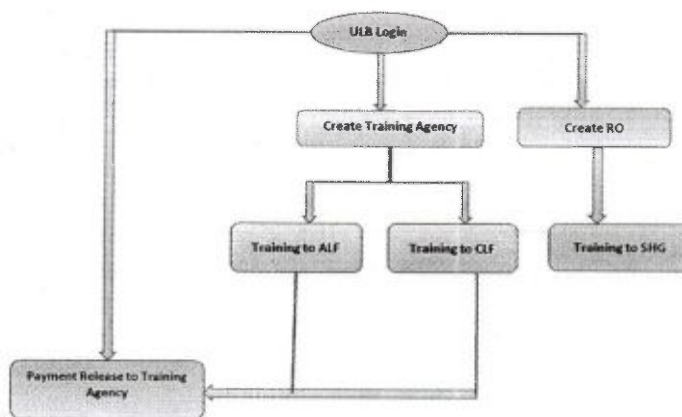 ULB Login
Create Training Agency
Create RO
Training to ALF
Training to CLF
Training to SHG
Payment Release to Training
Agency